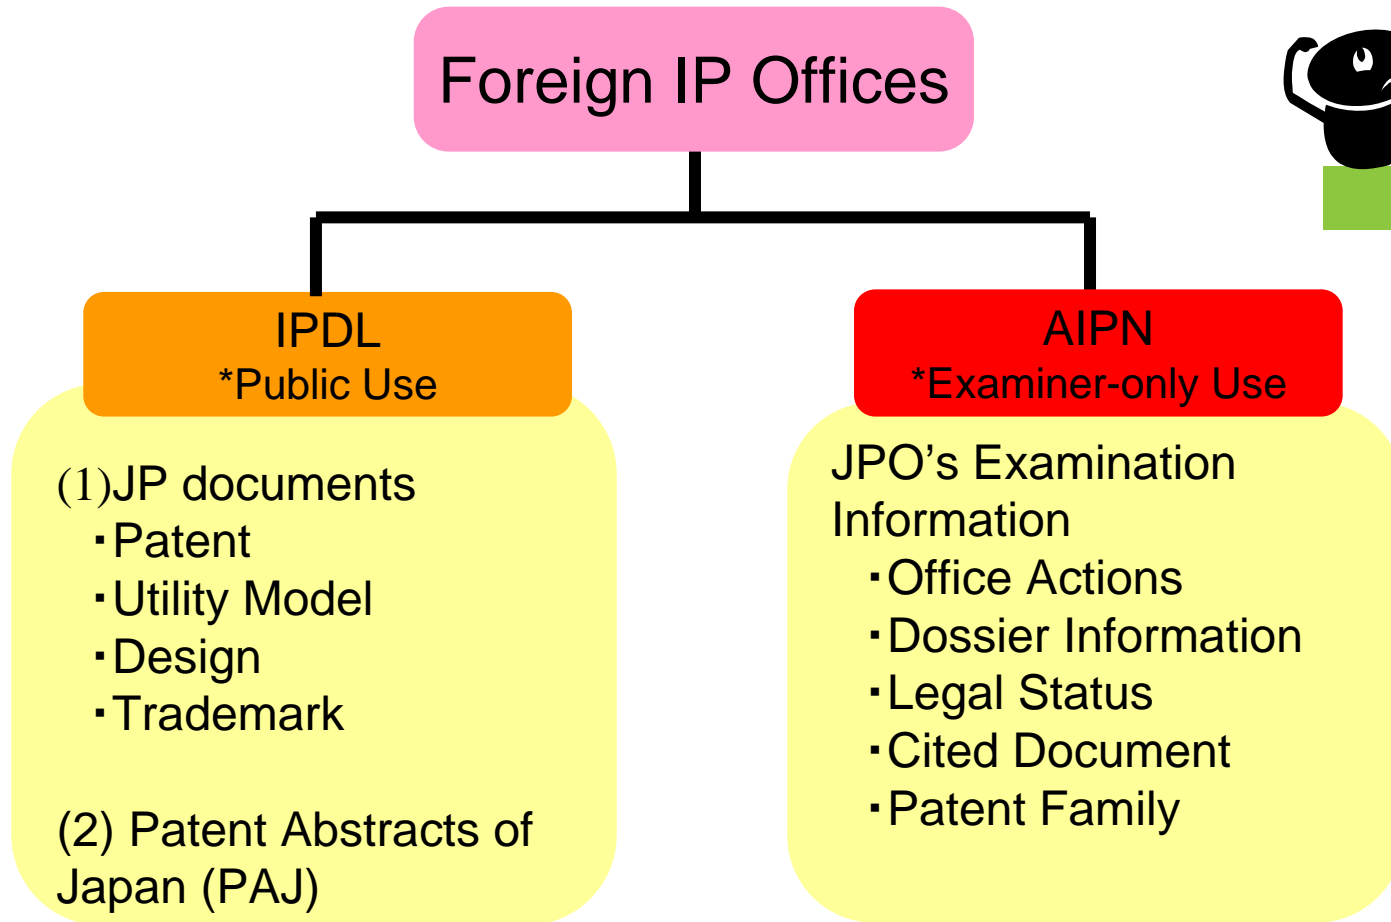 Foreign IP Offices
IPDL
*Public Use
(1)JP documents
・Patent
・Utility Model
・Design
・Trademark
(2) Patent Abstracts of
Japan (PAJ)
AIPN
*Examiner-only Use
JPO’s Examination
Information
・Office Actions
・Dossier Information
・Legal Status
・Cited Document
・Patent Family